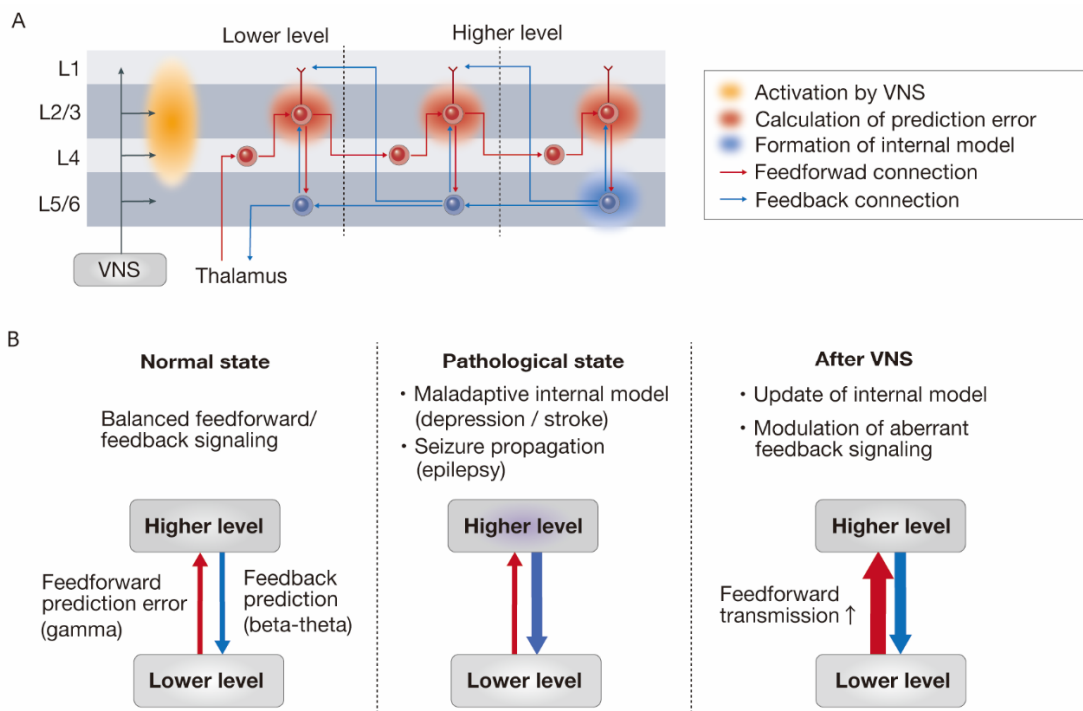 A
Lower level
Higher level
L1
L2/3
L4
L5/6
VNS
Thalamus
Activation by VNS
Calculation of prediction error
Formation of internal model
Feedforwad connection
Feedback connection
B
Normal state
Balanced feedforward/
feedback signaling
Higher level
Feedforward
prediction error
(gamma)
Feedback
prediction
(beta-theta)
Lower level
Pathological state
• Maladaptive internal model
(depression / stroke)
• Seizure propagation
(epilepsy)
Higher level
Lower level
After VNS
• Update of internal model
• Modulation of aberrant
feedback signaling
Higher level
Feedforward
transmission ↑
Lower level